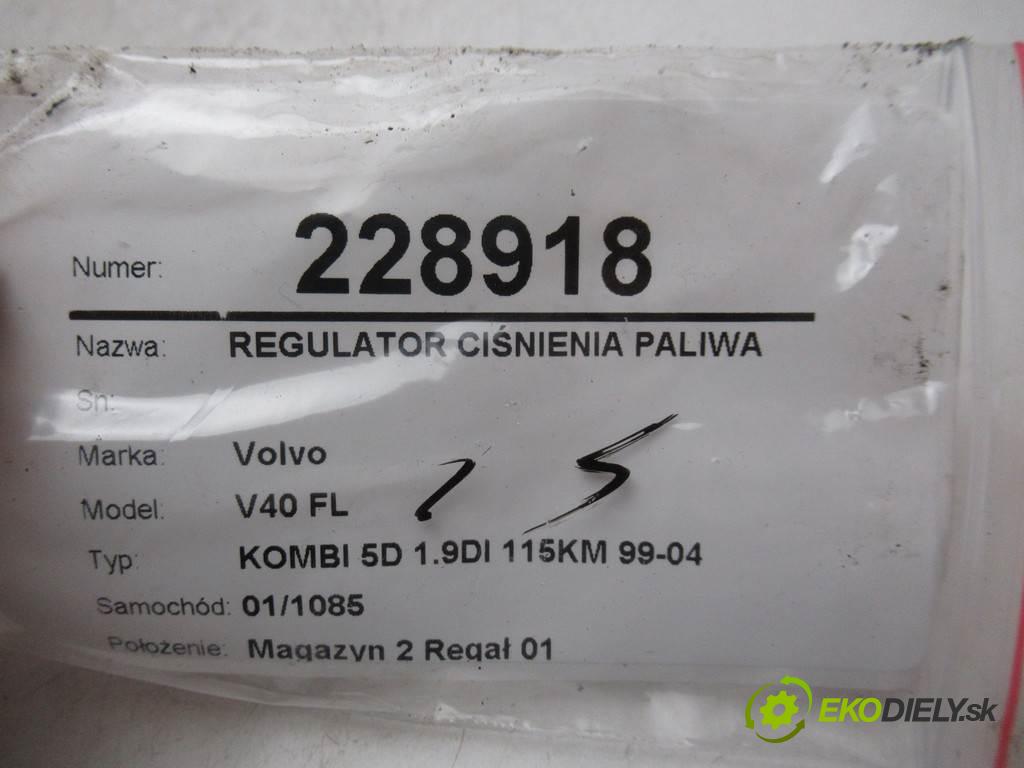 Numer: 228918
Nazwa: REGULATOR CIŚNIENIA PALIWA
Sn:
Marka: Volvo
Model: V40 FL
Typ: KOMBI 5D 1.9DI 115KM 99-04
Samochód: 01/1085
Położenie: Magazyn 2 Regał 01
EKODIELY.sk